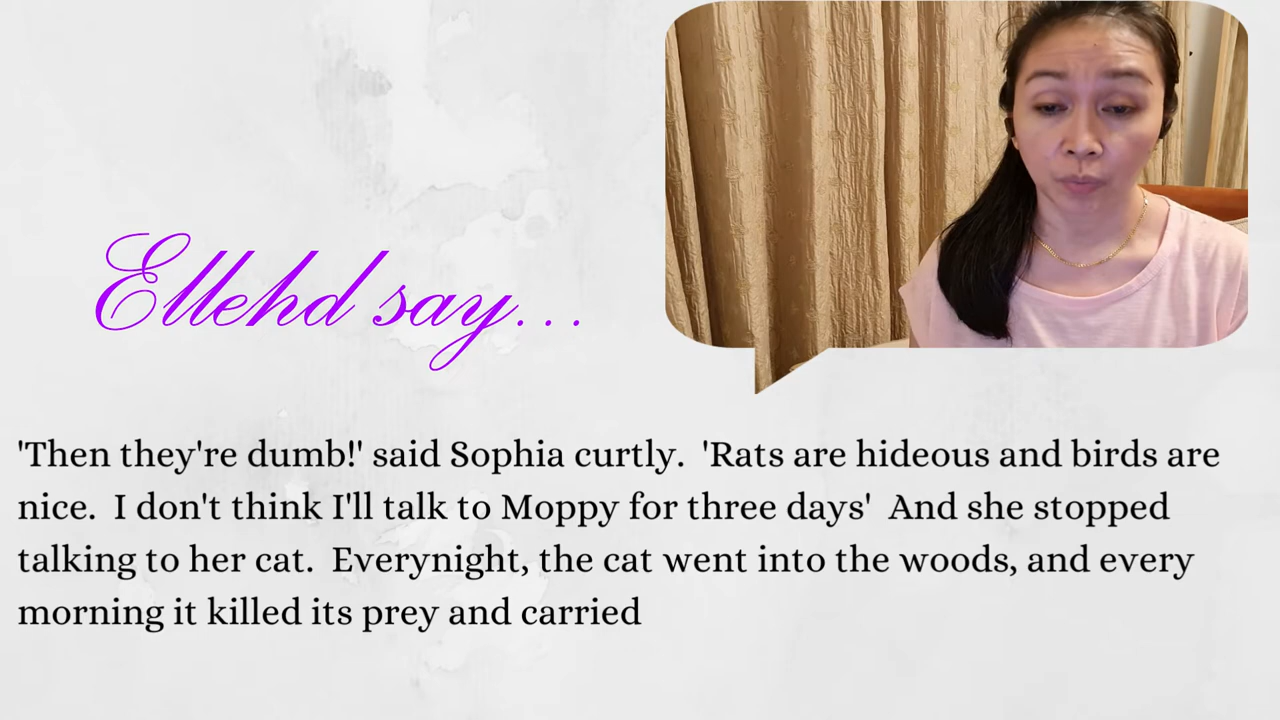 Ellehd say...
'Then they're dumb!' said Sophia curtly.  'Rats are hideous and birds are
nice.  I don't think I'll talk to Moppy for three days'  And she stopped
talking to her cat.  Everynight, the cat went into the woods, and every
morning it killed its prey and carried